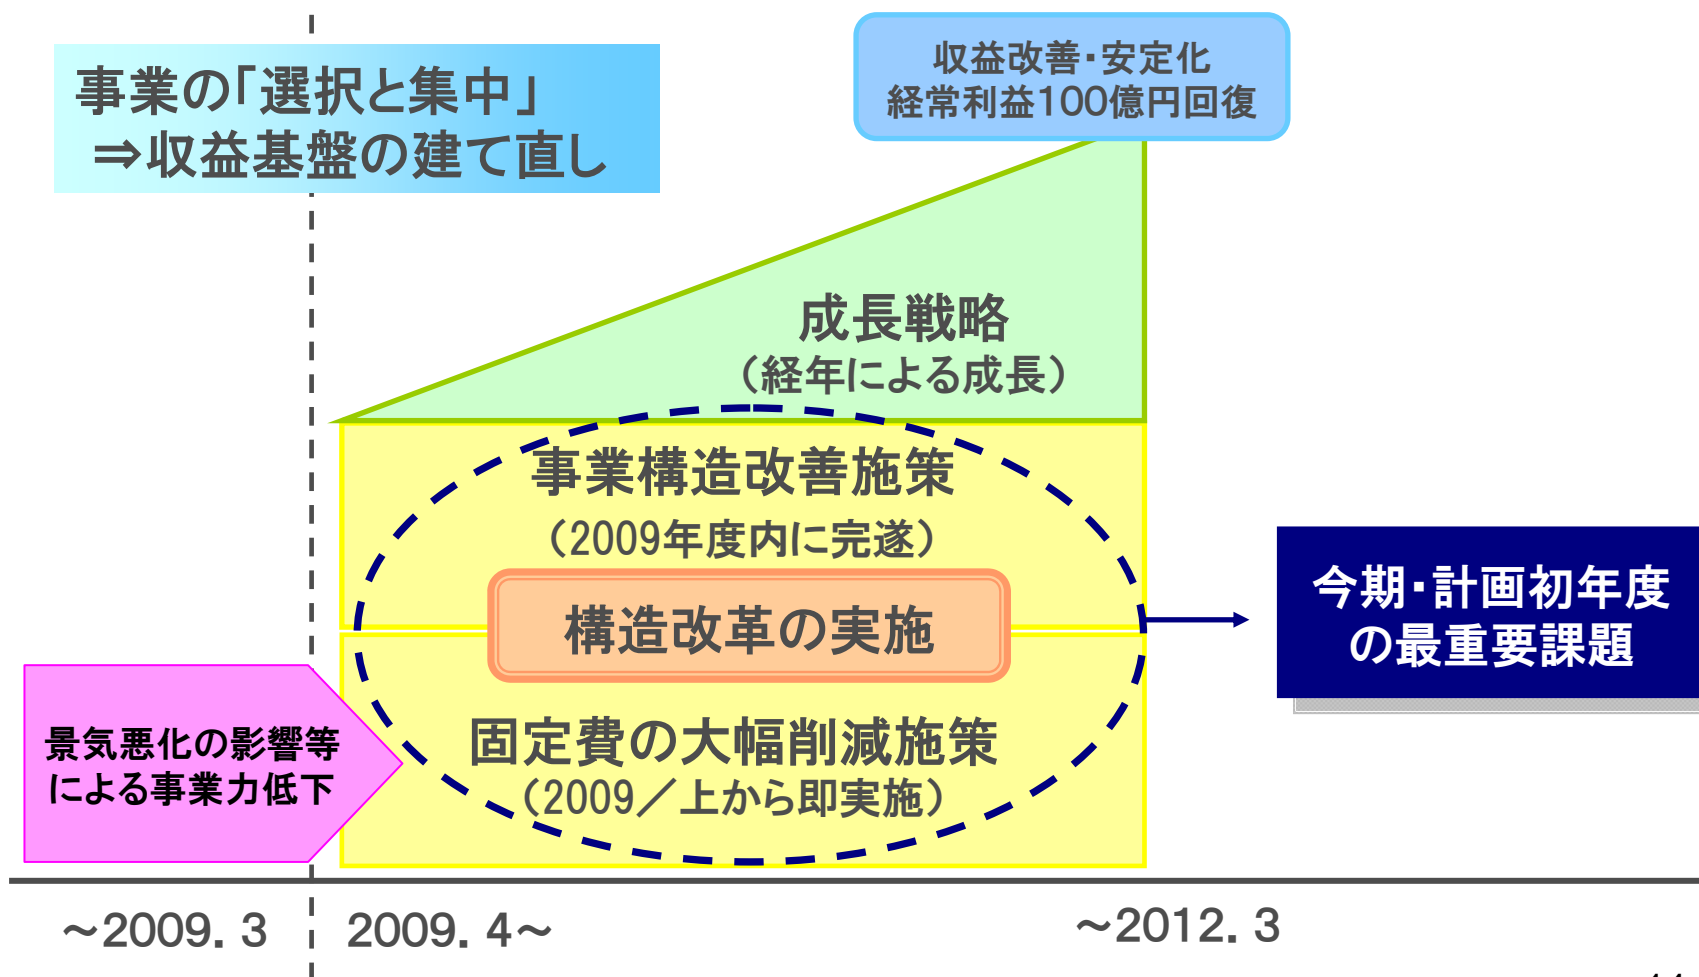 事業の「選択と集中」
⇒収益基盤の建て直し
収益改善・安定化
経常利益100億円回復
成長戦略
（経年による成長）
事業構造改善施策
（2009年度内に完遂）
構造改革の実施
今期・計画初年度
の最重要課題
景気悪化の影響等
による事業力低下
固定費の大幅削減施策
（2009／上から即実施）
～2009．3
2009．4～
～2012．3